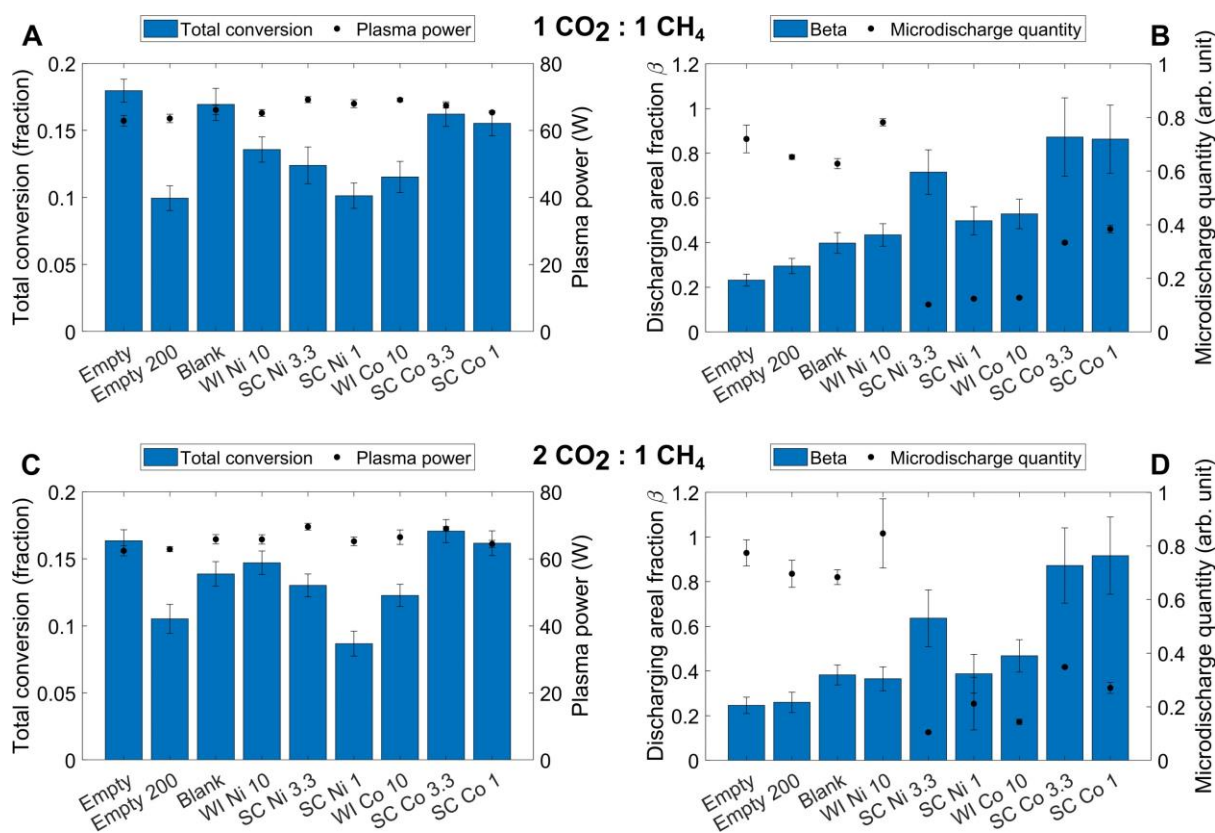 A
Total conversion
Plasma power
1 CO2 : 1 CH4
Beta
Microdischarge quantity
B
Total conversion (fraction)
0.2
0.15
0.1
0.05
0
80
60
40
20
0
Plasma power (W)
Empty
Empty 200
Blank
WI Ni 10
SC Ni 3.3
SC Ni 1
WI Co 10
SC Co 3.3
SC Co 1
Discharging areal fraction β
1.2
1
0.8
0.6
0.4
0.2
0
1
0.8
0.6
0.4
0.2
0
Microdischarge quantity (arb. unit)
Empty
Empty 200
Blank
WI Ni 10
SC Ni 3.3
SC Ni 1
WI Co 10
SC Co 3.3
SC Co 1
C
Total conversion
Plasma power
2 CO2 : 1 CH4
Beta
Microdischarge quantity
D
Total conversion (fraction)
0.2
0.15
0.1
0.05
0
80
60
40
20
0
Plasma power (W)
Empty
Empty 200
Blank
WI Ni 10
SC Ni 3.3
SC Ni 1
WI Co 10
SC Co 3.3
SC Co 1
Discharging areal fraction β
1.2
1
0.8
0.6
0.4
0.2
0
1
0.8
0.6
0.4
0.2
0
Microdischarge quantity (arb. unit)
Empty
Empty 200
Blank
WI Ni 10
SC Ni 3.3
SC Ni 1
WI Co 10
SC Co 3.3
SC Co 1